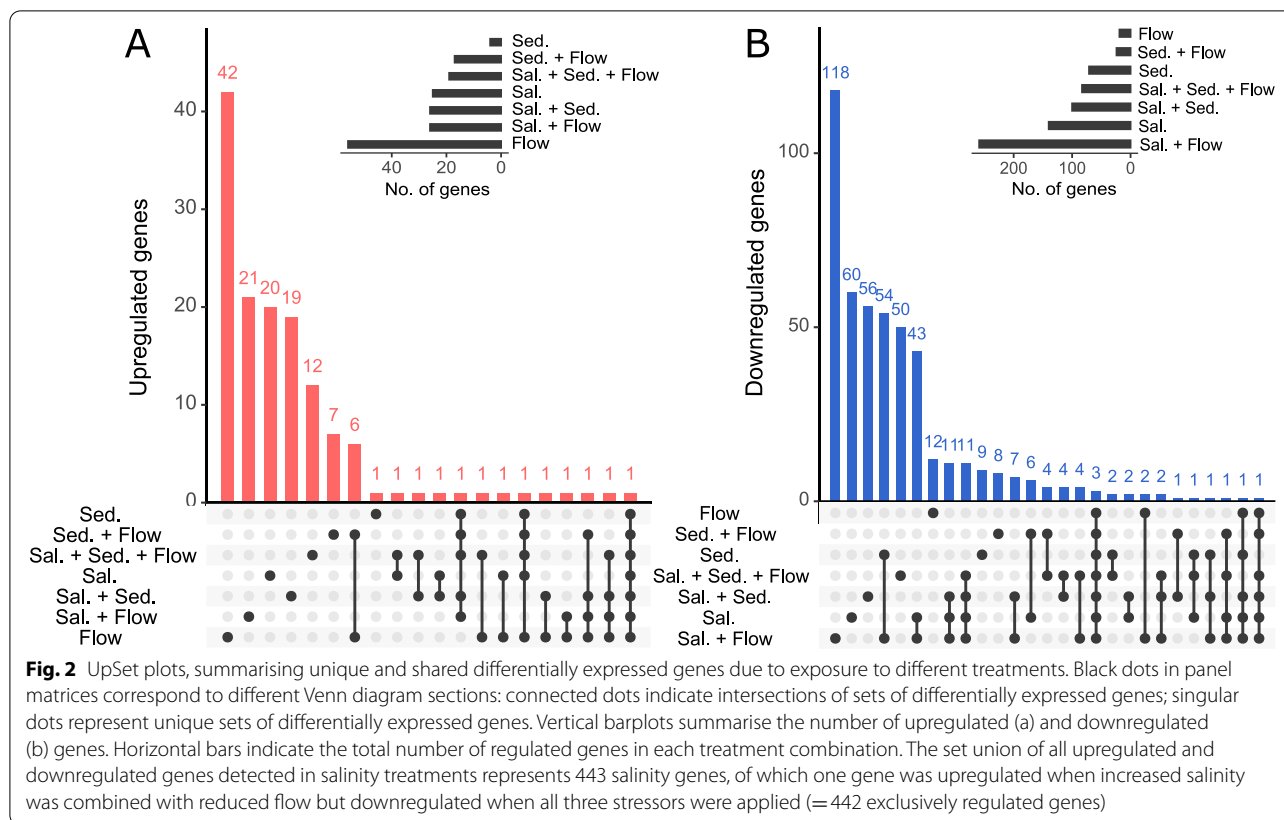 A
Upregulated genes
40
30
20
10
0
42
21
20
19
12
7
6
1 1 1 1 1 1 1 1 1 1 1 1 1
Sed.
Sed. + Flow
Sal. + Sed. + Flow
Sal.
Sal. + Sed.
Sal. + Flow
Flow
40 20 0
No. of genes
Sed.
Sed. + Flow
Sal. + Sed. + Flow
Sal.
Sal. + Sed.
Sal. + Flow
Flow
B
Downregulated genes
100
50
0
118
60
56
54
50
43
12 11 11 9 8 7 6 4 4 4 3 2 2 2 2 1 1 1 1 1 1
Flow
Sed. + Flow
Sed.
Sal. + Sed. + Flow
Sal. + Sed.
Sal.
Sal. + Flow
200 100 0
No. of genes
Flow
Sed. + Flow
Sed.
Sal. + Sed. + Flow
Sal. + Sed.
Sal.
Sal. + Flow
Fig. 2 UpSet plots, summarising unique and shared differentially expressed genes due to exposure to different treatments. Black dots in panel
matrices correspond to different Venn diagram sections: connected dots indicate intersections of sets of differentially expressed genes; singular
dots represent unique sets of differentially expressed genes. Vertical barplots summarise the number of upregulated (a) and downregulated
(b) genes. Horizontal bars indicate the total number of regulated genes in each treatment combination. The set union of all upregulated and
downregulated genes detected in salinity treatments represents 443 salinity genes, of which one gene was upregulated when increased salinity
was combined with reduced flow but downregulated when all three stressors were applied (= 442 exclusively regulated genes)